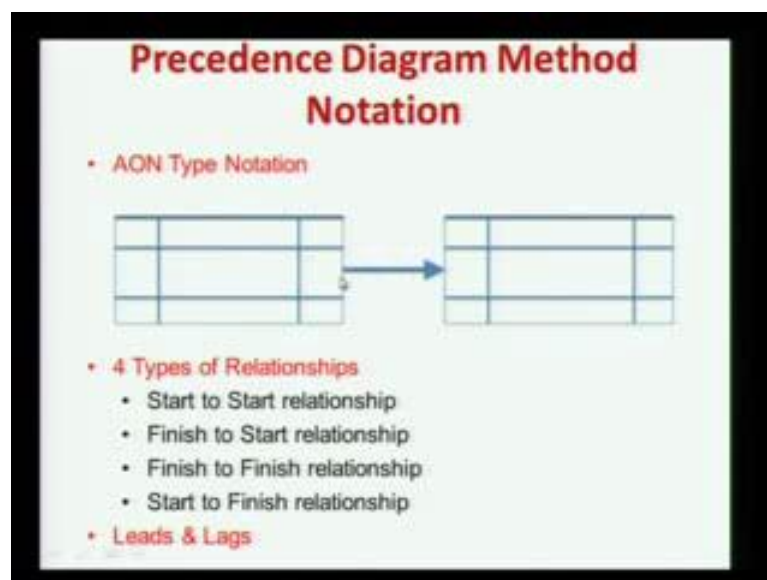 Precedence Diagram Method
Notation
• AON Type Notation
• 4 Types of Relationships
• Start to Start relationship
• Finish to Start relationship
• Finish to Finish relationship
• Start to Finish relationship
• Leads & Lags